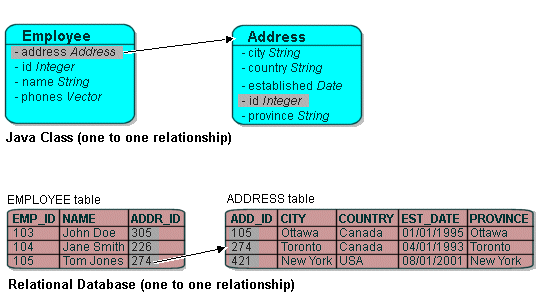 Employee
- address Address
- id Integer
- name String
- phones Vector
Address
- city String
- country String
- established Date
- id Integer
- province String
Java Class (one to one relationship)
EMPLOYEE table
EMP_ID NAME ADDR_ID
103 John Doe 305
104 Jane Smith 226
105 Tom Jones 274
ADDRESS table
ADD_ID CITY COUNTRY EST_DATE PROVINCE
105 Ottawa Canada 01/01/1995 Ottawa
274 Toronto Canada 04/01/1993 Toronto
421 New York USA 08/01/2001 New York
Relational Database (one to one relationship)